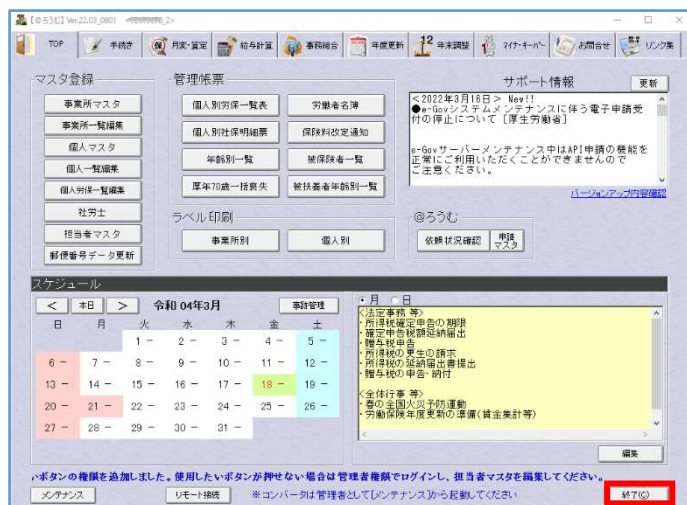 【@ろうむ】Ver.22.03_0801
TOP 手続き 月変・算定 給与計算 事務組合 年度更新 年末調整 マイナ・キーパー お問合せ リンク集
マスタ登録
事業所マスタ
事業所一覧編集
個人マスタ
個人一覧編集
個人労保一覧編集
社労士
担当者マスタ
郵便番号データ更新
管理帳票
個人別労保一覧表 労働者名簿
個人別社保明細票 保険料改定通知
年齢別一覧 被保険者一覧
厚年70歳一括喪失 被扶養者年齢別一覧
ラベル印刷
事業所別 個人別
サポート情報 更新
<2022年3月16日> New!!
●e-Govシステムメンテナンスに伴う電子申請受
付の停止について [厚生労働省]
e-Govサーバーメンテナンス中はAPI申請の機能を
正常にご利用いただくことができませんので
ご注意ください。
バージョンアップ内容確認
@ろうむ
依頼状況確認 申請マスタ
スケジュール
< 本日 > 令和 04年3月 事計管理
日 月 火 水 木 金 土
1 - 2 - 3 - 4 - 5 -
6 - 7 - 8 - 9 - 10 - 11 - 12 -
13 - 14 - 15 - 16 - 17 - 18 - 19 -
20 - 21 - 22 - 23 - 24 - 25 - 26 -
27 - 28 - 29 - 30 - 31 -
月 日
<法定事務 等>
・所得税確定申告の期限
・確定申告税額延納届出
・贈与税申告
・所得税の更生の請求
・所得税の延納届出書提出
・贈与税の申告・納付
<全体行事 等>
・春の全国火災予防運動
・労働保険年度更新の準備(賃金集計等)
編集
いボタンの権限を追加しました。使用したいボタンが押せない場合は管理者権限でログインし、担当者マスタを編集してください。
メンテナンス リモート接続 ※コンバータは管理者として[メンテナンス]から起動してください 終了(C)